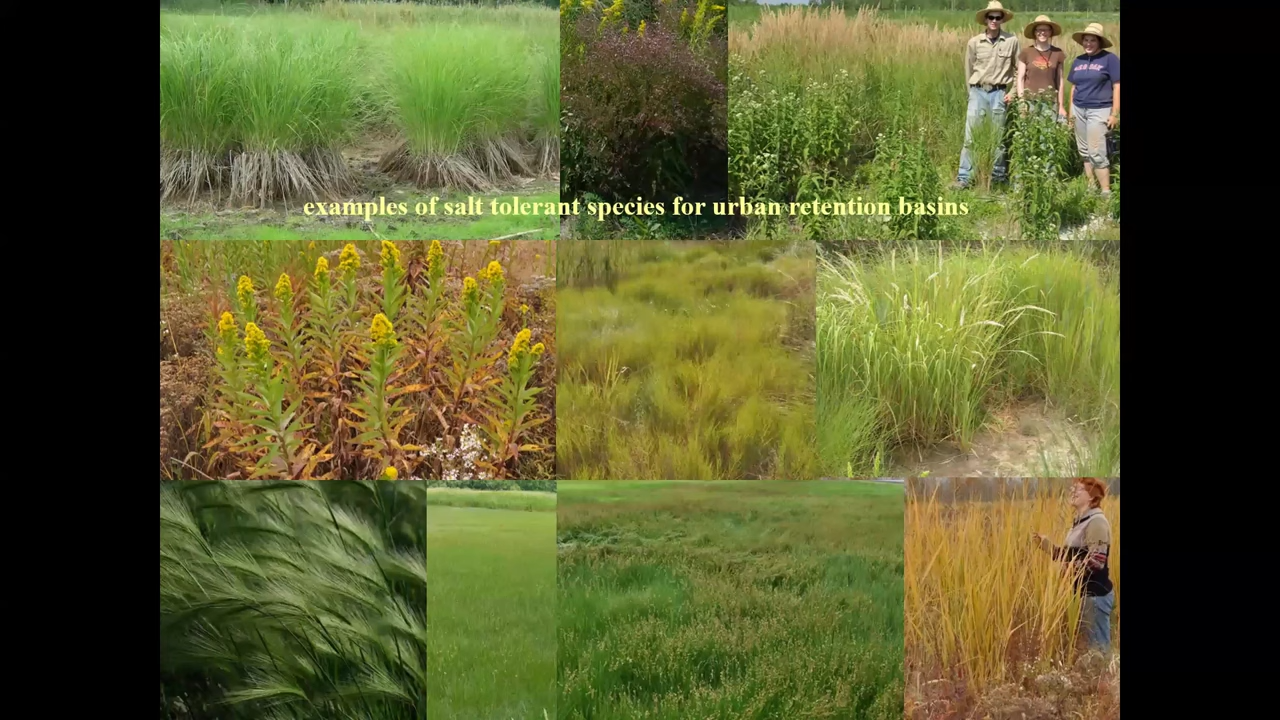 examples of salt tolerant species for urban retention basins